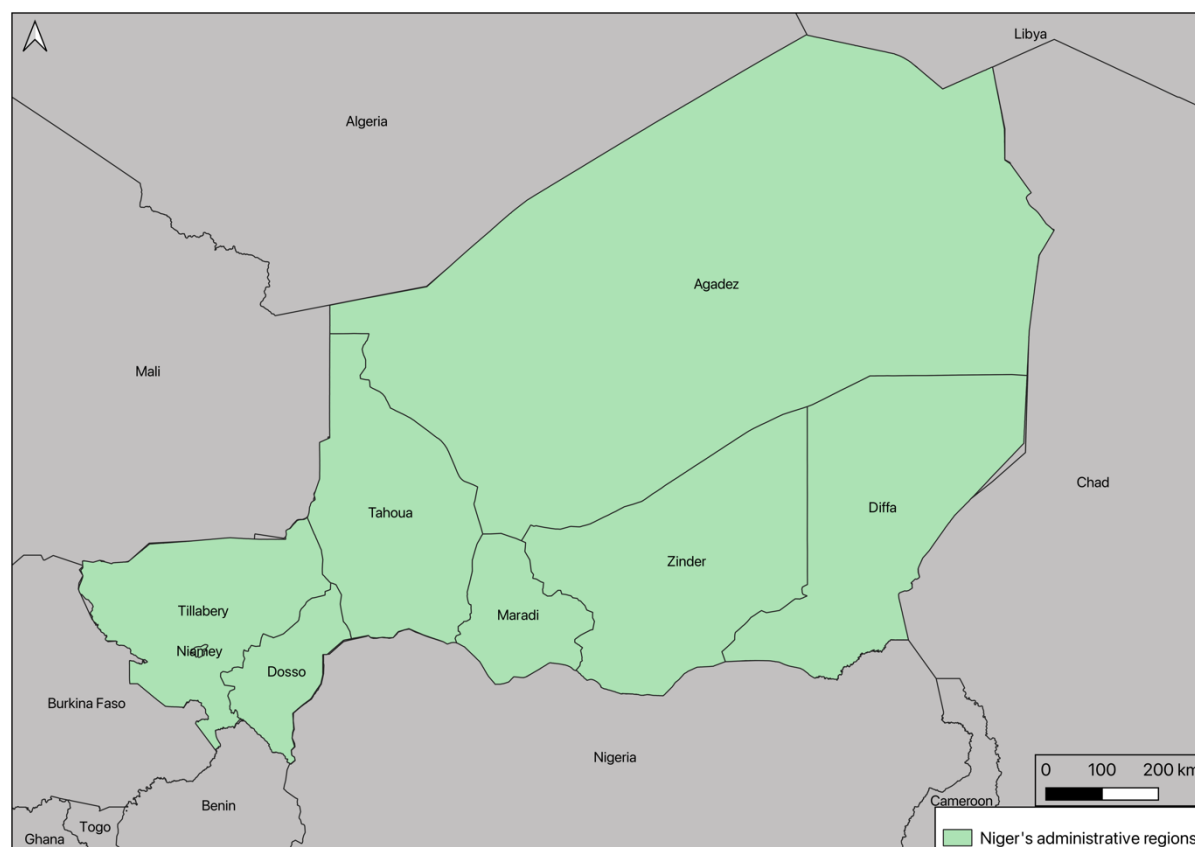 Libya
Algeria
Agadez
Mali
Chad
Diffa
Tahoua
Zinder
Tillabery
Maradi
Niamey
Dosso
Burkina Faso
Nigeria
0 100 200 km
Cameroon
Benin
Togo
Ghana
Niger's administrative regions